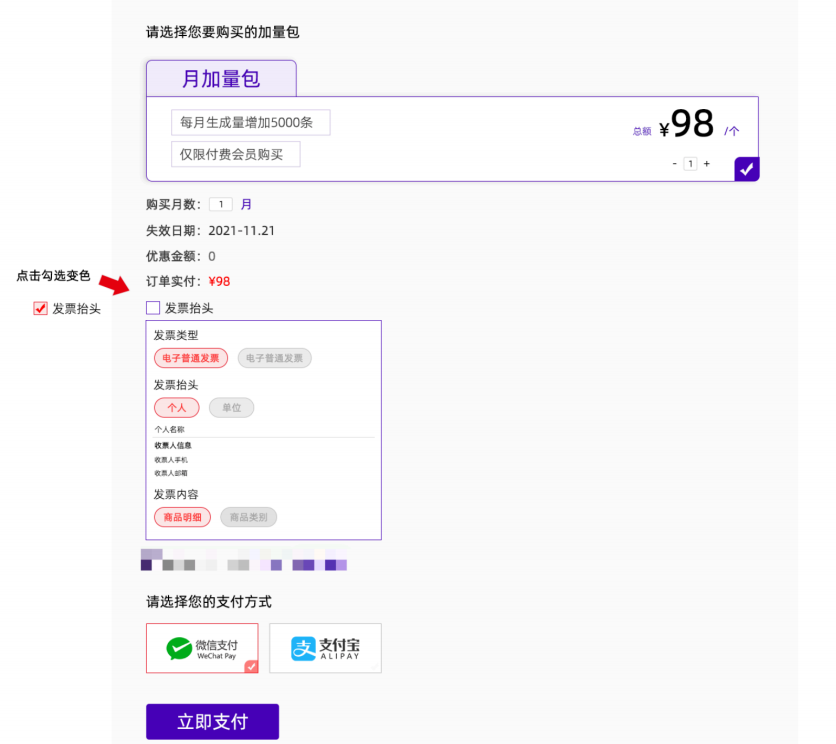 请选择您要购买的加量包
月加量包
每月生成量增加5000条
仅限付费会员购买
总额 ¥98 /个
- 1 +
购买月数： 1 月
失效日期：2021-11.21
优惠金额：0
订单实付：¥98
点击勾选变色
发票抬头
发票抬头
发票类型
电子普通发票 电子普通发票
发票抬头
个人 单位
个人名称
收票人信息
收票人手机
收票人邮箱
发票内容
商品明细 商品类别
请选择您的支付方式
微信支付
WeChat Pay
支 支付宝
ALIPAY
立即支付